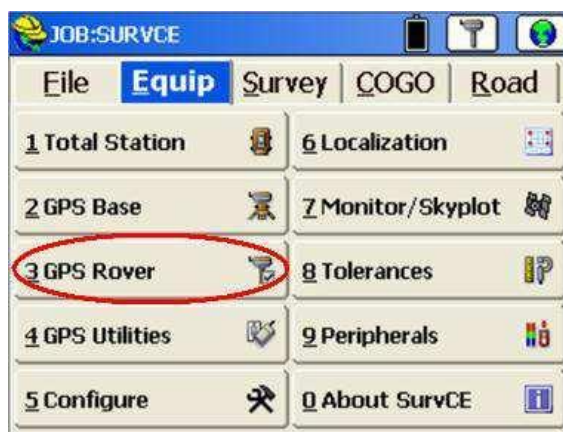 JOB:SURVCE
File Equip Survey COGO Road
1 Total Station
6 Localization
2 GPS Base
7 Monitor/Skyplot
3 GPS Rover
8 Tolerances
4 GPS Utilities
9 Peripherals
5 Configure
0 About SurvCE